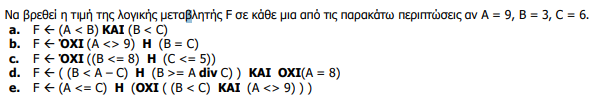 Να βρεθεί η τιμή της λογικής μεταβλητής F σε κάθε μια από τις παρακάτω περιπτώσεις αν A = 9, B = 3, C = 6.
a. F ← (A < B) ΚΑΙ (B < C)
b. F ← ΌΧΙ (A <> 9) Ή (B = C)
c. F ← ΌΧΙ ((B <= 8) Ή (C <= 5))
d. F ← ( ( B < A – C) Ή (B >= A div C) ) ΚΑΙ ΟΧΙ(A = 8)
e. F ← (A <= C) Ή (ΟΧΙ ( (B < C) ΚΑΙ (A <> 9) ) )